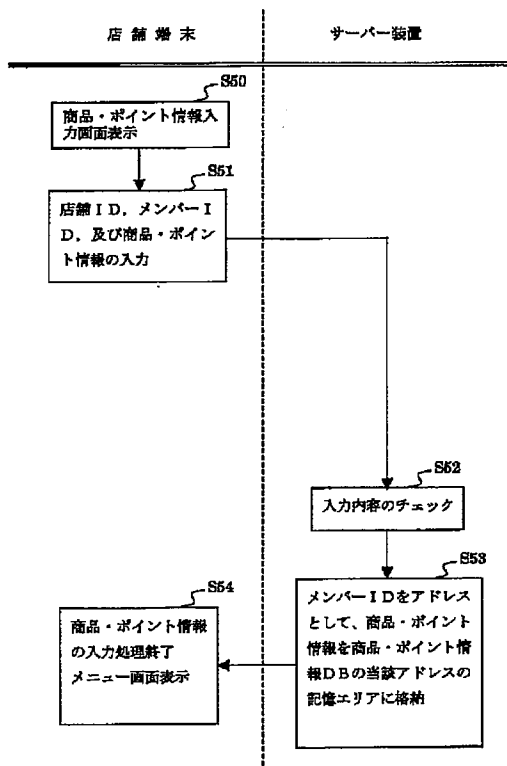 店舗端末
サーバー装置
S50
商品・ポイント情報入
力画面表示
S51
店舗ＩＤ，メンバーＩ
Ｄ，及び商品・ポイン
ト情報の入力
S52
入力内容のチェック
S53
メンバーＩＤをアドレス
として、商品・ポイント
情報を商品・ポイント情
報ＤＢの当該アドレスの
記憶エリアに格納
S54
商品・ポイント情報
の入力処理終了
メニュー画面表示